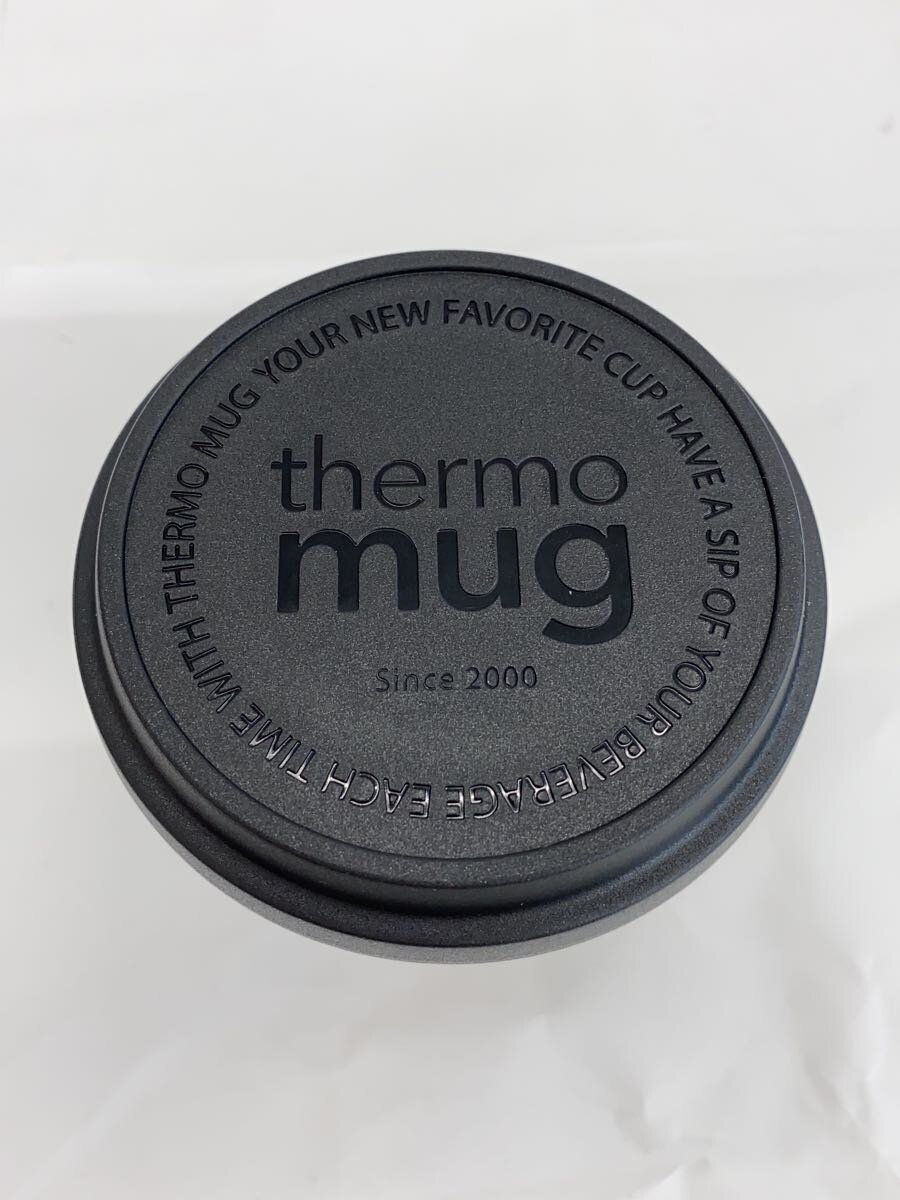 thermo
mug
Since 2000
THERMO MUG YOUR NEW FAVORITE CUP HAVE A SIP OF YOUR BEVERAGE EACH TIME WITH